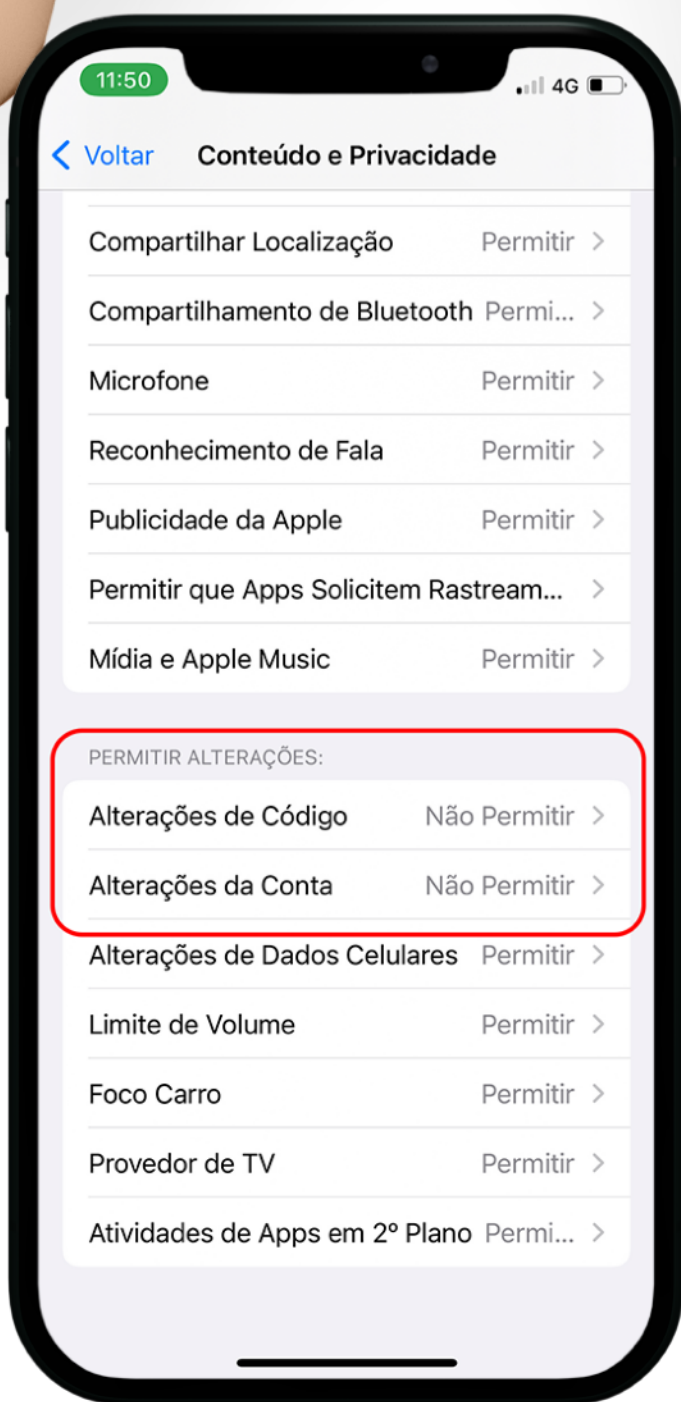 11:50
4G
Voltar Conteúdo e Privacidade
Compartilhar Localização Permitir
Compartilhamento de Bluetooth Permi...
Microfone Permitir
Reconhecimento de Fala Permitir
Publicidade da Apple Permitir
Permitir que Apps Solicitem Rastream...
Mídia e Apple Music Permitir
PERMITIR ALTERAÇÕES:
Alterações de Código Não Permitir
Alterações da Conta Não Permitir
Alterações de Dados Celulares Permitir
Limite de Volume Permitir
Foco Carro Permitir
Provedor de TV Permitir
Atividades de Apps em 2º Plano Permi...